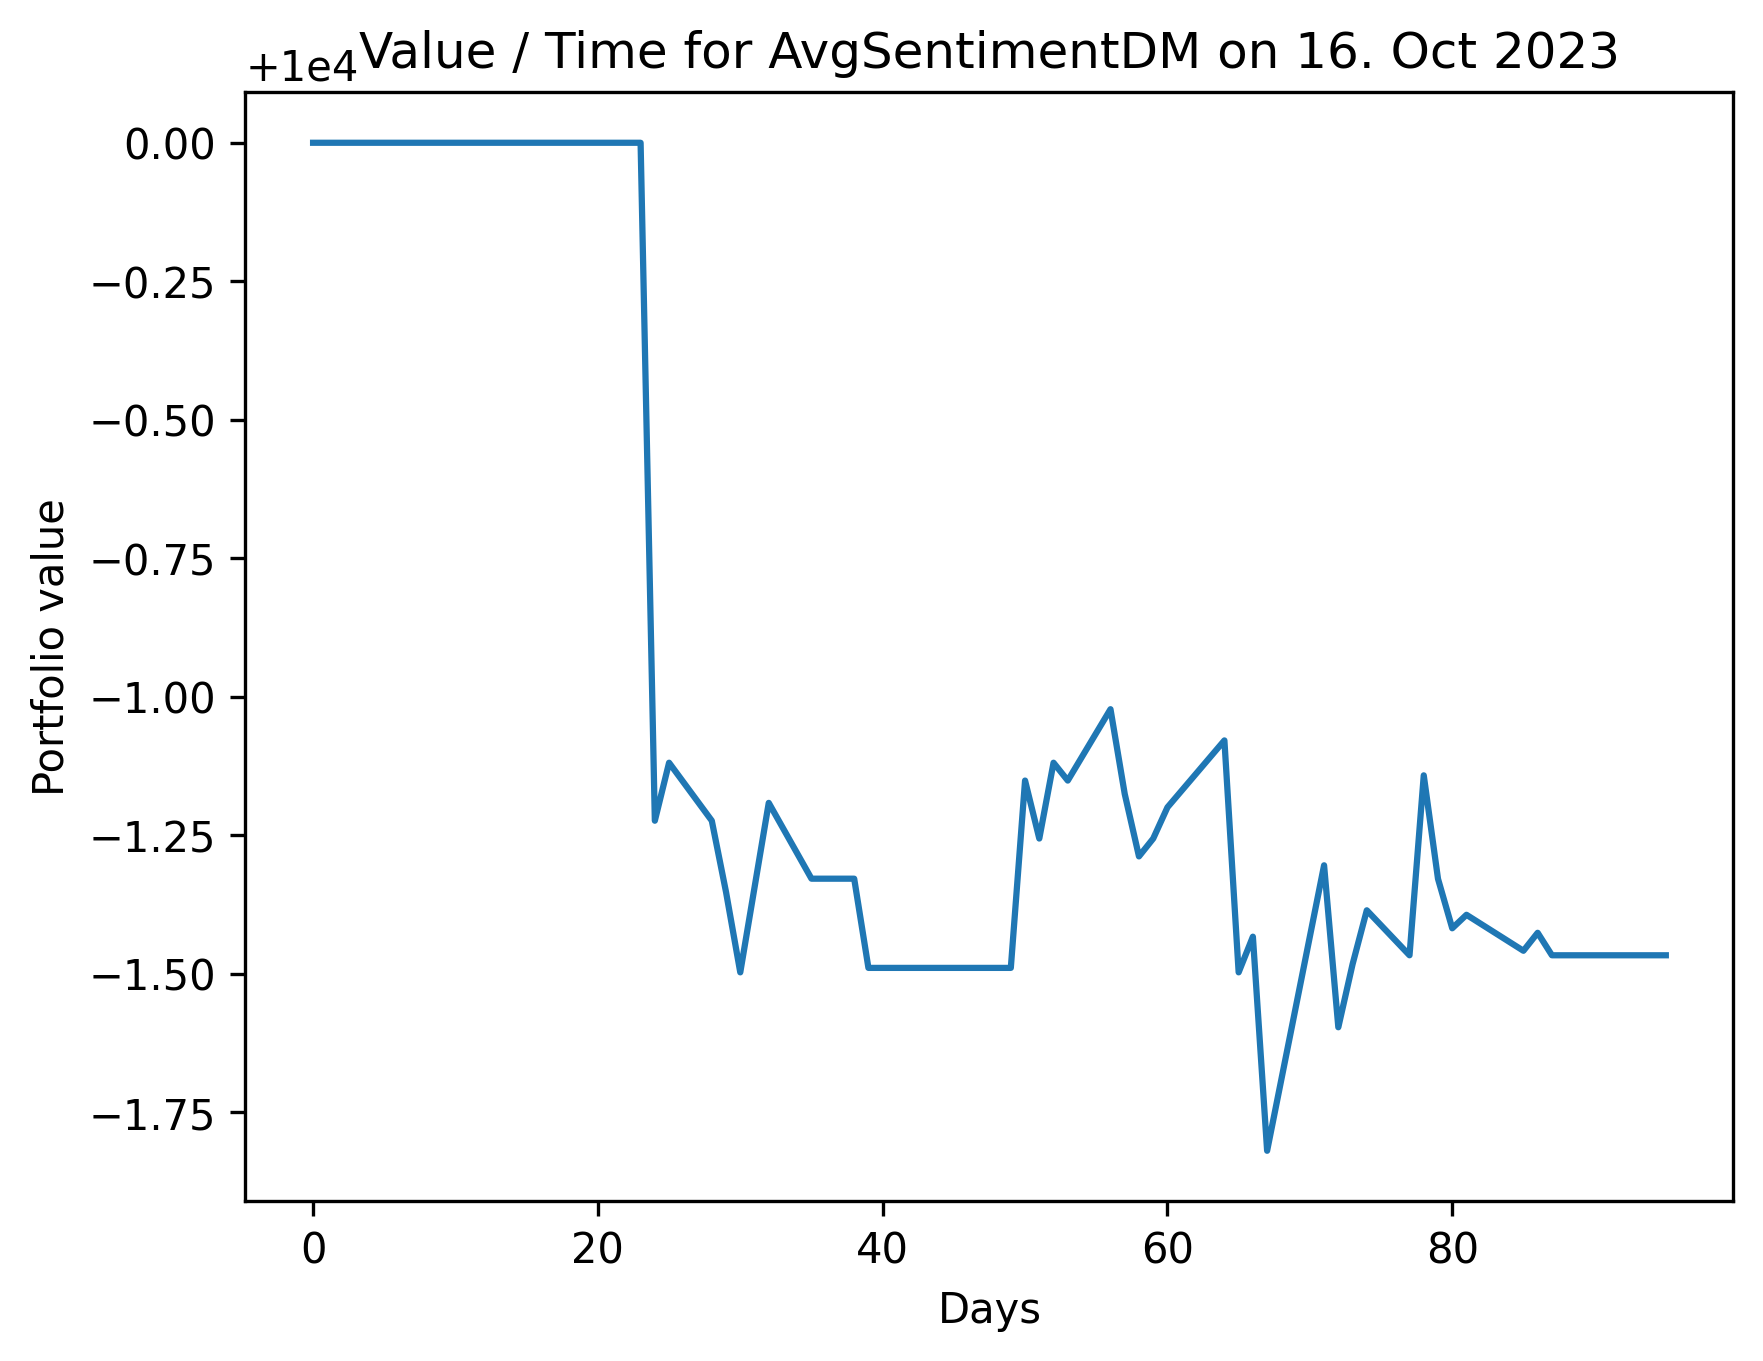 Value / Time for AvgSentimentDM on 16. Oct 2023
+1e4
0.00
−0.25
−0.50
−0.75
−1.00
−1.25
−1.50
−1.75
Portfolio value
0 20 40 60 80
Days